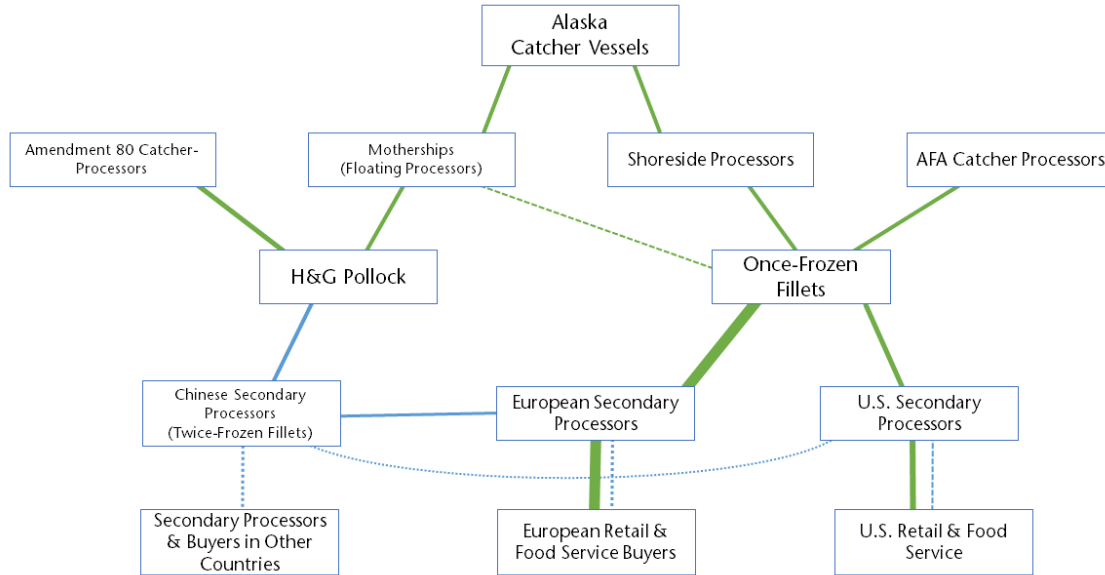 Alaska
Catcher Vessels
Amendment 80 Catcher-
Processors
Motherships
(Floating Processors)
Shoreside Processors
AFA Catcher Processors
H&G Pollock
Once-Frozen
Fillets
Chinese Secondary
Processors
(Twice-Frozen Fillets)
European Secondary
Processors
U.S. Secondary
Processors
Secondary Processors
& Buyers in Other
Countries
European Retail &
Food Service Buyers
U.S. Retail & Food
Service